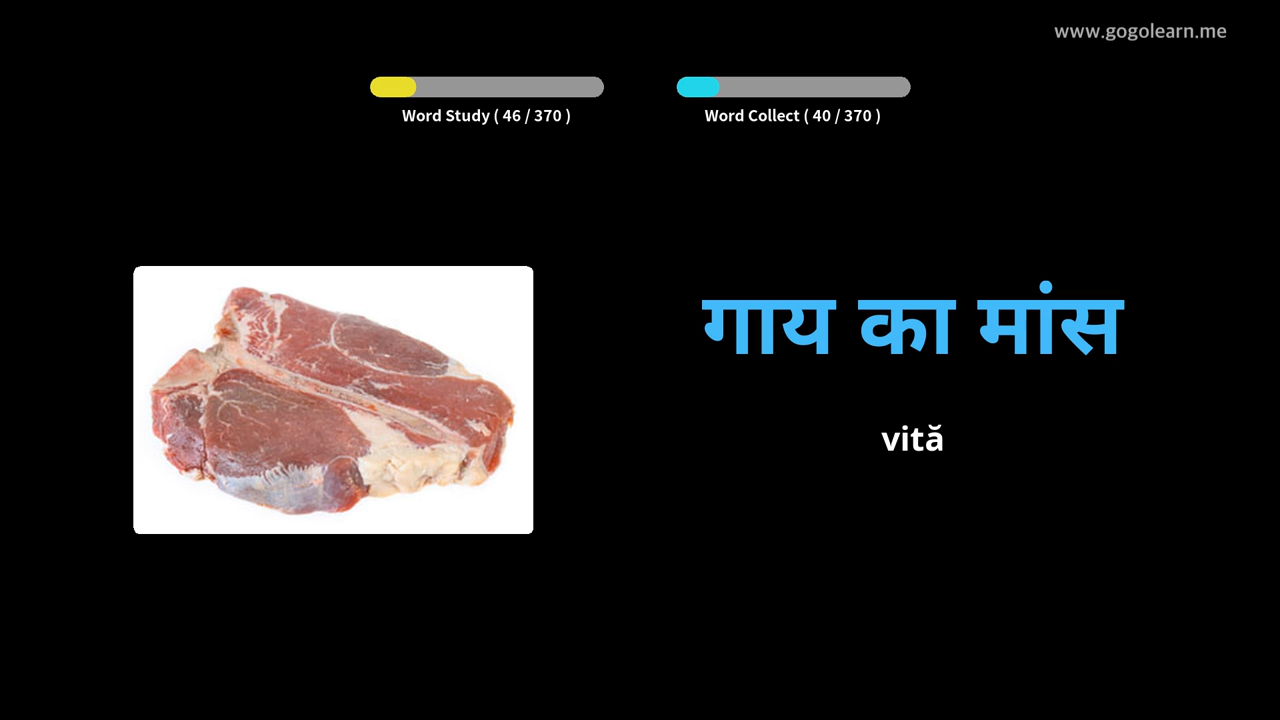 www.gogolearn.me
Word Study ( 46 / 370 )
Word Collect ( 40 / 370 )
गाय का मांस
vită